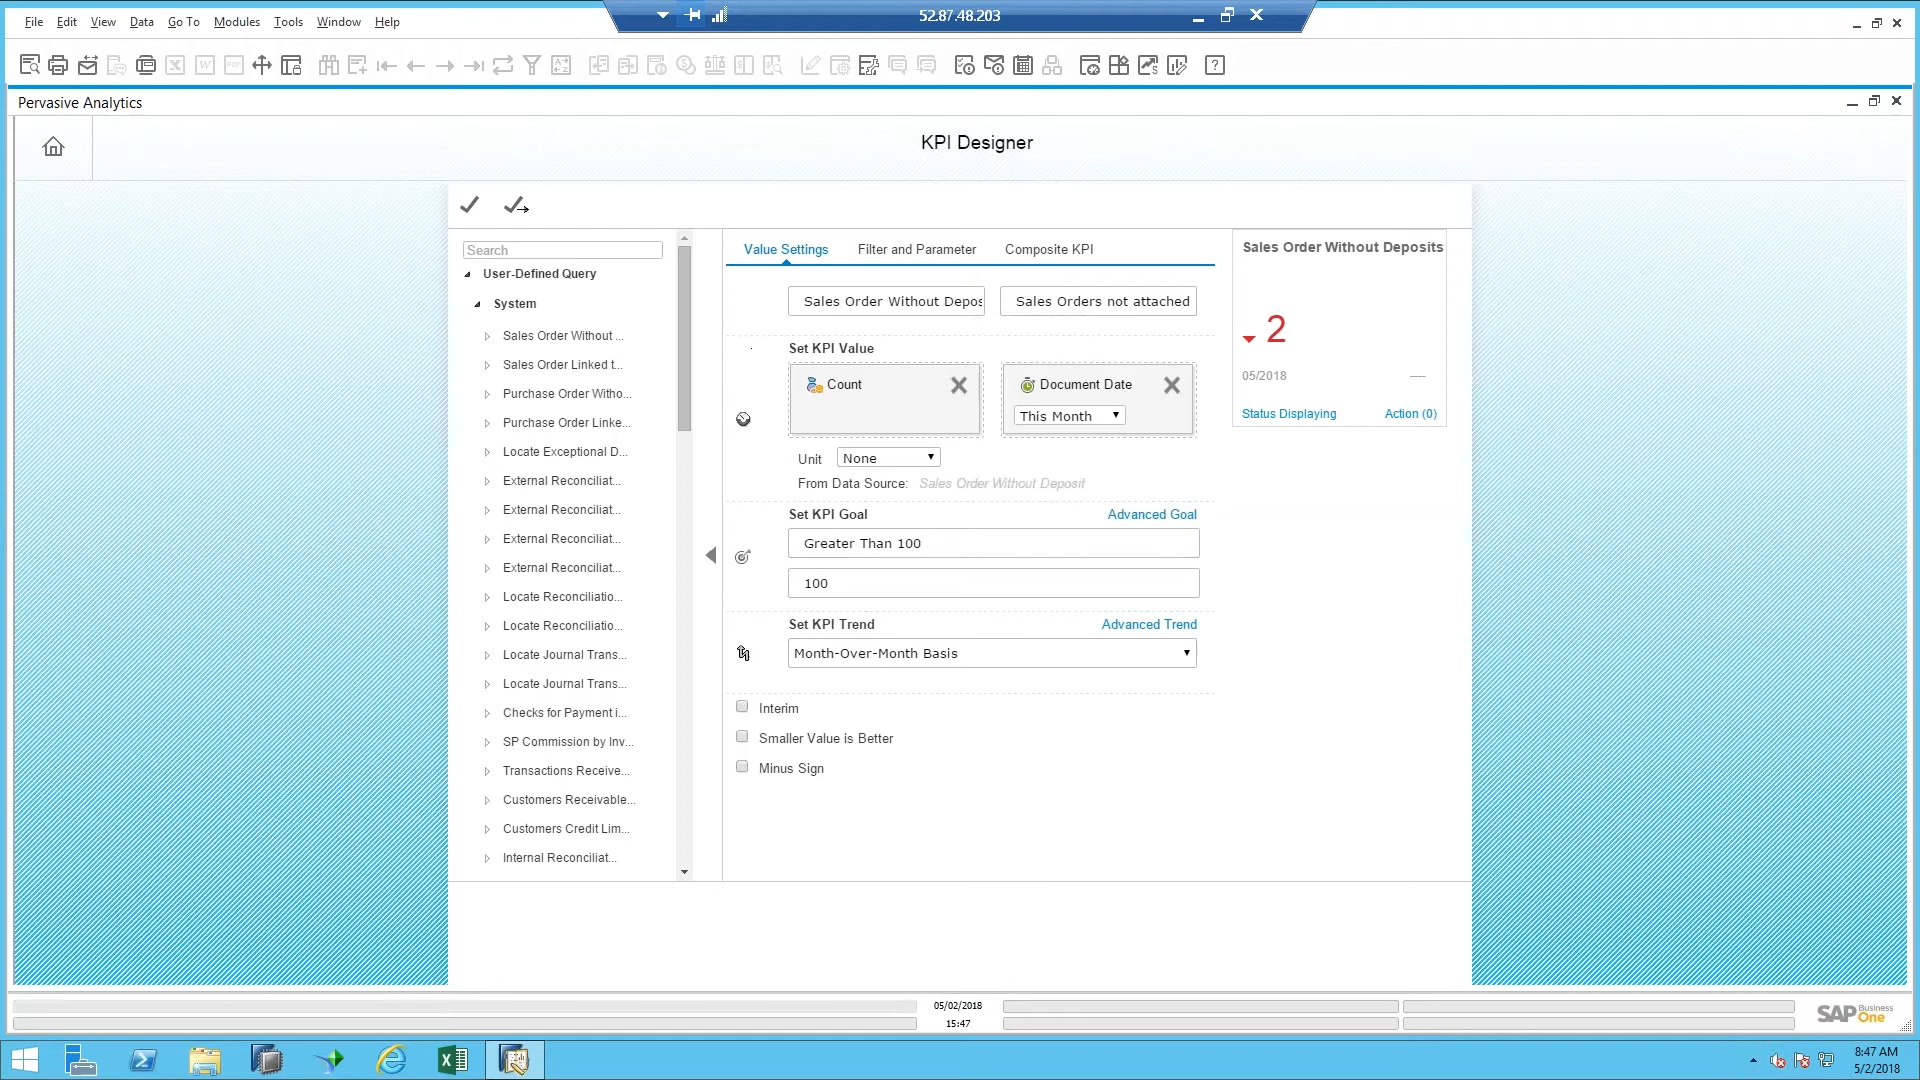 52.87.48.203
File Edit View Data Go To Modules Tools Window Help
Pervasive Analytics
KPI Designer
Search
User-Defined Query
System
Sales Order Without ...
Sales Order Linked t...
Purchase Order Witho...
Purchase Order Linke...
Locate Exceptional D...
External Reconciliat...
External Reconciliat...
External Reconciliat...
External Reconciliat...
Locate Reconciliatio...
Locate Reconciliatio...
Locate Journal Trans...
Locate Journal Trans...
Checks for Payment i...
SP Commission by Inv...
Transactions Receive...
Customers Receivable...
Customers Credit Lim...
Internal Reconciliat...
Value Settings Filter and Parameter Composite KPI
Sales Order Without Depos Sales Orders not attached
Set KPI Value
Count Document Date
This Month
Unit None
From Data Source: Sales Order Without Deposit
Set KPI Goal Advanced Goal
Greater Than 100
100
Set KPI Trend Advanced Trend
Month-Over-Month Basis
Interim
Smaller Value is Better
Minus Sign
Sales Order Without Deposits
2
05/2018 ----
Status Displaying Action (0)
05/02/2018
15:47
SAP Business One
8:47 AM
5/2/2018